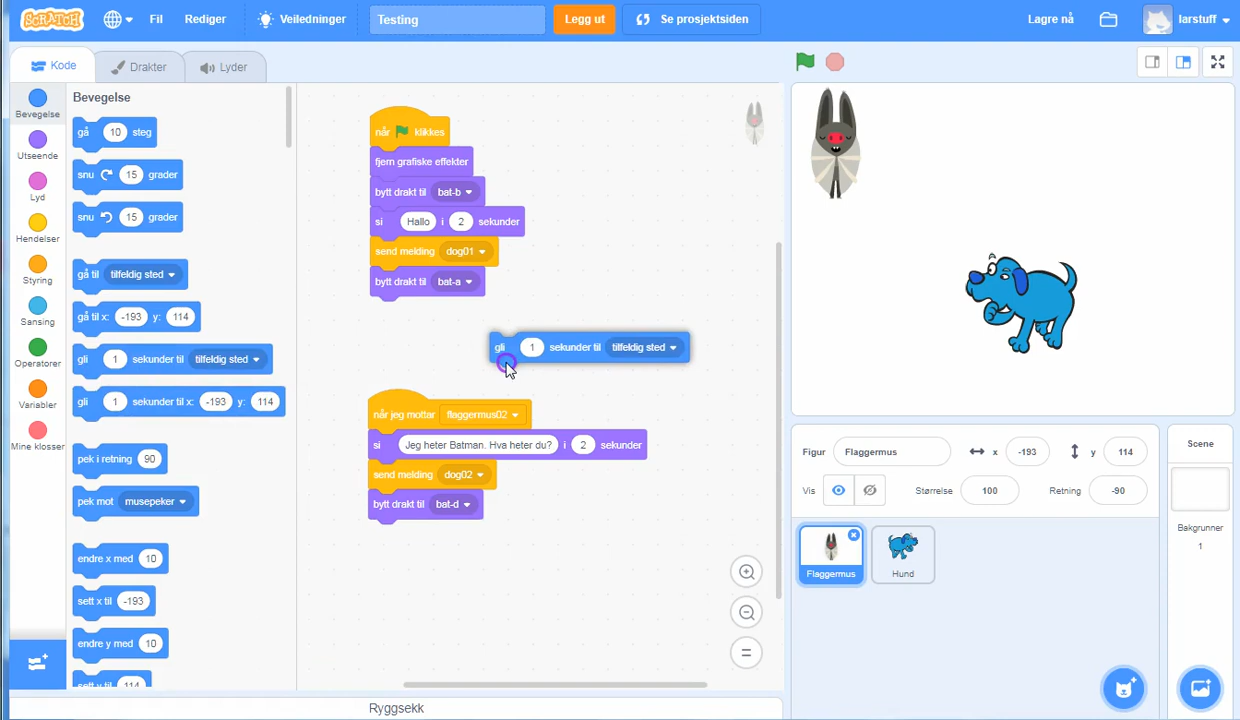 SCRATCH Fil Rediger Veiledninger Testing Legg ut Se prosjektsiden Lagre nå larstuff
Kode Drakter Lyder
Bevegelse
Utseende
Lyd
Hendelser
Styring
Sansing
Operatorer
Variabler
Mine klosser
Bevegelse
gå 10 steg
snu 15 grader
snu 15 grader
gå til tilfeldig sted
gå til x: -193 y: 114
gli 1 sekunder til tilfeldig sted
gli 1 sekunder til x: -193 y: 114
pek i retning 90
pek mot musepeker
endre x med 10
sett x til -193
endre y med 10
sett y til 114
når klikkes
fjern grafiske effekter
bytt drakt til bat-b
si Hallo i 2 sekunder
send melding dog01
bytt drakt til bat-a
gli 1 sekunder til tilfeldig sted
når jeg mottar flaggermus02
si Jeg heter Batman. Hva heter du? i 2 sekunder
send melding dog02
bytt drakt til bat-d
Ryggsekk
Figur Flaggermus x -193 y 114
Vis Størrelse 100 Retning -90
Flaggermus
Hund
Scene
Bakgrunner
1